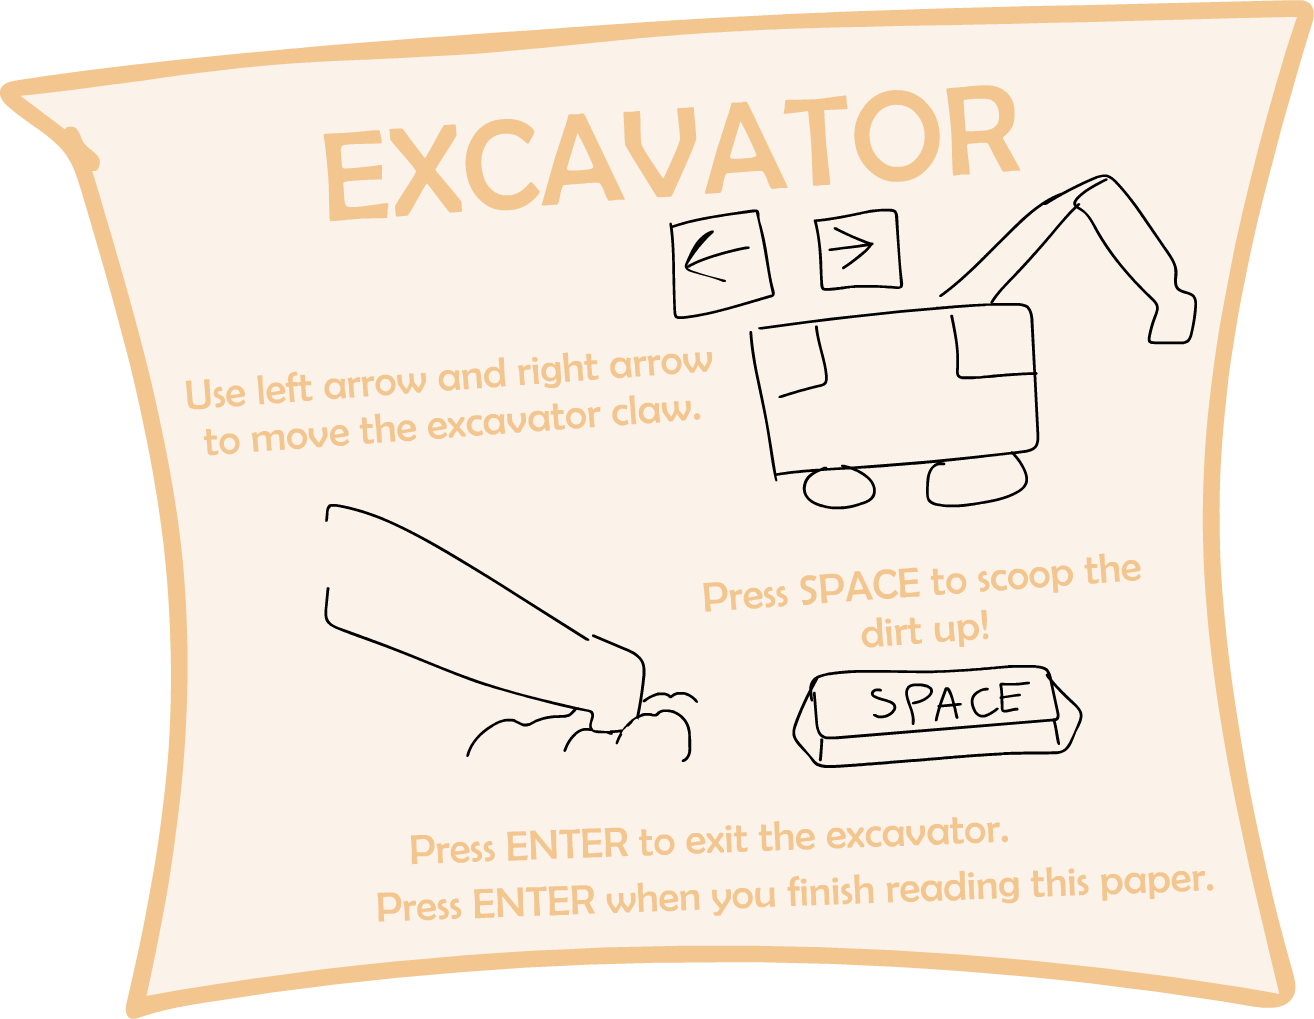 EXCAVATOR
Use left arrow and right arrow
to move the excavator claw.
Press SPACE to scoop the
dirt up!
SPACE
Press ENTER to exit the excavator.
Press ENTER when you finish reading this paper.